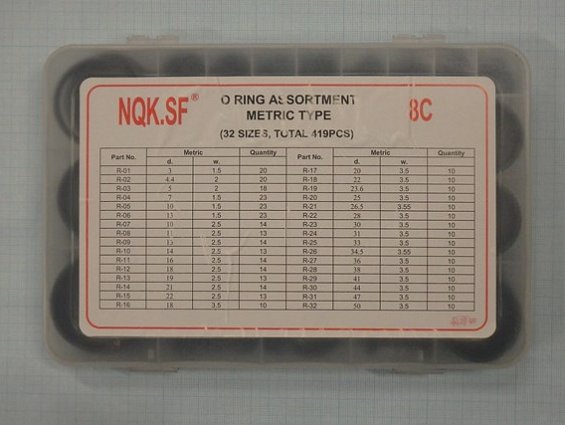 NQK.SF®
O RING ASSORTMENT
METRIC TYPE
(32 SIZES, TOTAL 419PCS)
8C
Part No. Metric Quantity Part No. Metric Quantity
d. w. d. w.
R-01 3 1.5 20 R-17 20 3.5 10
R-02 4.4 2 20 R-18 22 3.5 10
R-03 5 2 18 R-19 23.6 3.5 10
R-04 7 1.5 23 R-20 25 3.5 10
R-05 10 1.5 23 R-21 26.5 3.55 10
R-06 13 1.5 23 R-22 28 3.5 10
R-07 10 2.5 14 R-23 30 3.5 10
R-08 11 2.5 13 R-24 31 3.5 10
R-09 13 2.5 14 R-25 33 3.5 10
R-10 14 2.5 13 R-26 34.5 3.55 10
R-11 16 2.5 14 R-27 36 3.5 10
R-12 18 2.5 14 R-28 38 3.5 10
R-13 19 2.5 13 R-29 41 3.5 10
R-14 21 2.5 14 R-30 44 3.5 10
R-15 22 2.5 13 R-31 47 3.5 10
R-16 18 3.5 10 R-32 50 3.5 10